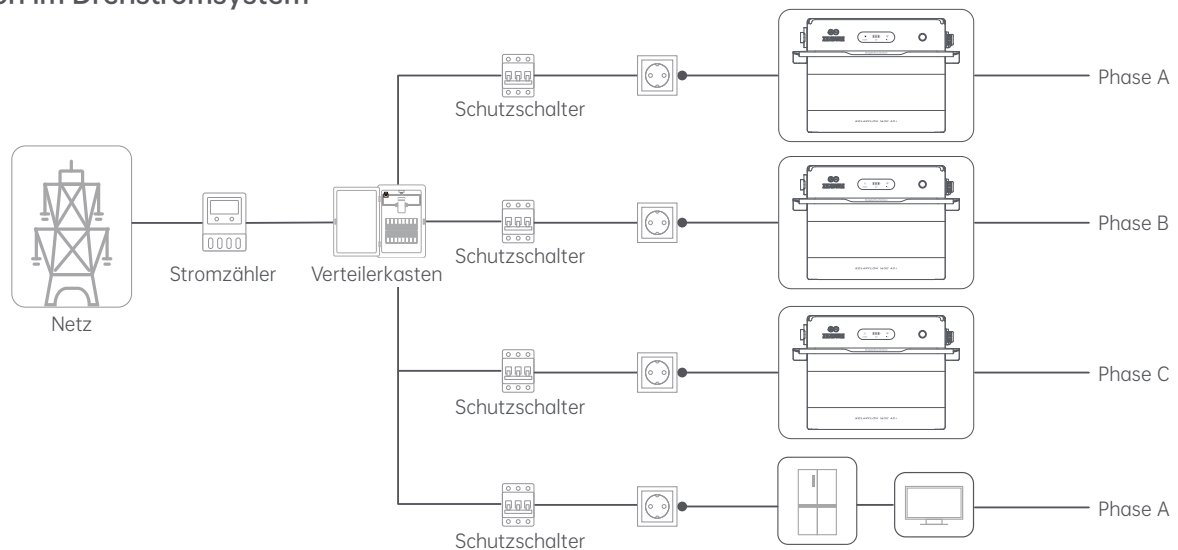 im Drehstromsystem
Schutzschalter
Phase A
Netz
Stromzähler
Verteilerkasten
Schutzschalter
Phase B
Schutzschalter
Phase C
Schutzschalter
Phase A